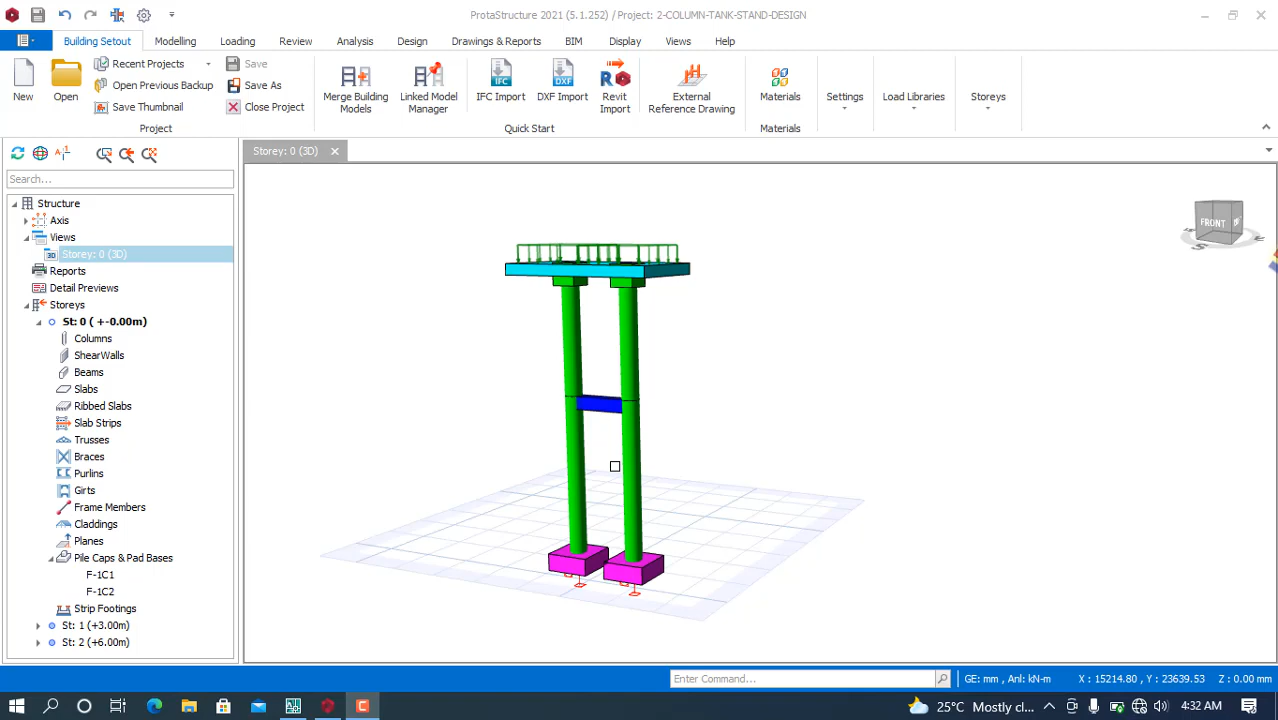 ProtaStructure 2021 (5.1.252) / Project: 2-COLUMN-TANK-STAND-DESIGN
Building Setout Modelling Loading Review Analysis Design Drawings & Reports BIM Display Views Help
New
Open
Recent Projects
Open Previous Backup
Save Thumbnail
Save
Save As
Close Project
Project
Merge Building Models
Linked Model Manager
IFC Import
DXF Import
Revit Import
External Reference Drawing
Quick Start
Materials
Materials
Settings
Load Libraries
Storeys
Storey: 0 (3D)
Search...
Structure
Axis
Views
Storey: 0 (3D)
Reports
Detail Previews
Storeys
St: 0 ( +-0.00m)
Columns
ShearWalls
Beams
Slabs
Ribbed Slabs
Slab Strips
Trusses
Braces
Purlins
Girts
Frame Members
Claddings
Planes
Pile Caps & Pad Bases
F-1C1
F-1C2
Strip Footings
St: 1 (+3.00m)
St: 2 (+6.00m)
FRONT
Enter Command...
GE: mm , Anl: kN-m
X : 15214.80 , Y : 23639.53
Z: 0.00 mm
25°C Mostly cl...
4:32 AM